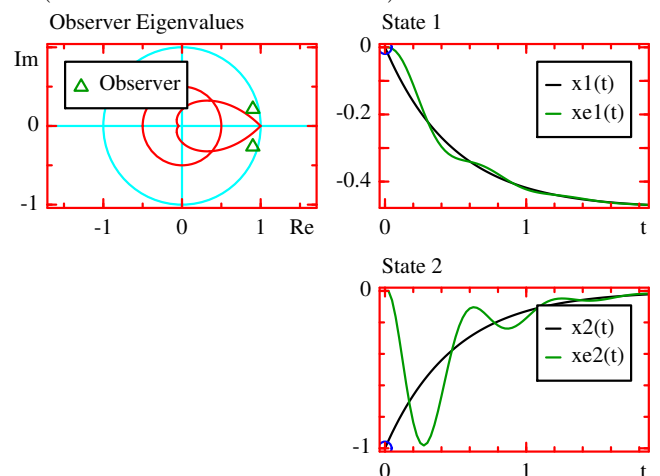 Observer Eigenvalues
Im
Observer
0
-1
-1
0
1
Re
State 1
0
-0.2
-0.4
x1(t)
xe1(t)
0
1
t
State 2
0
-1
x2(t)
xe2(t)
0
1
t